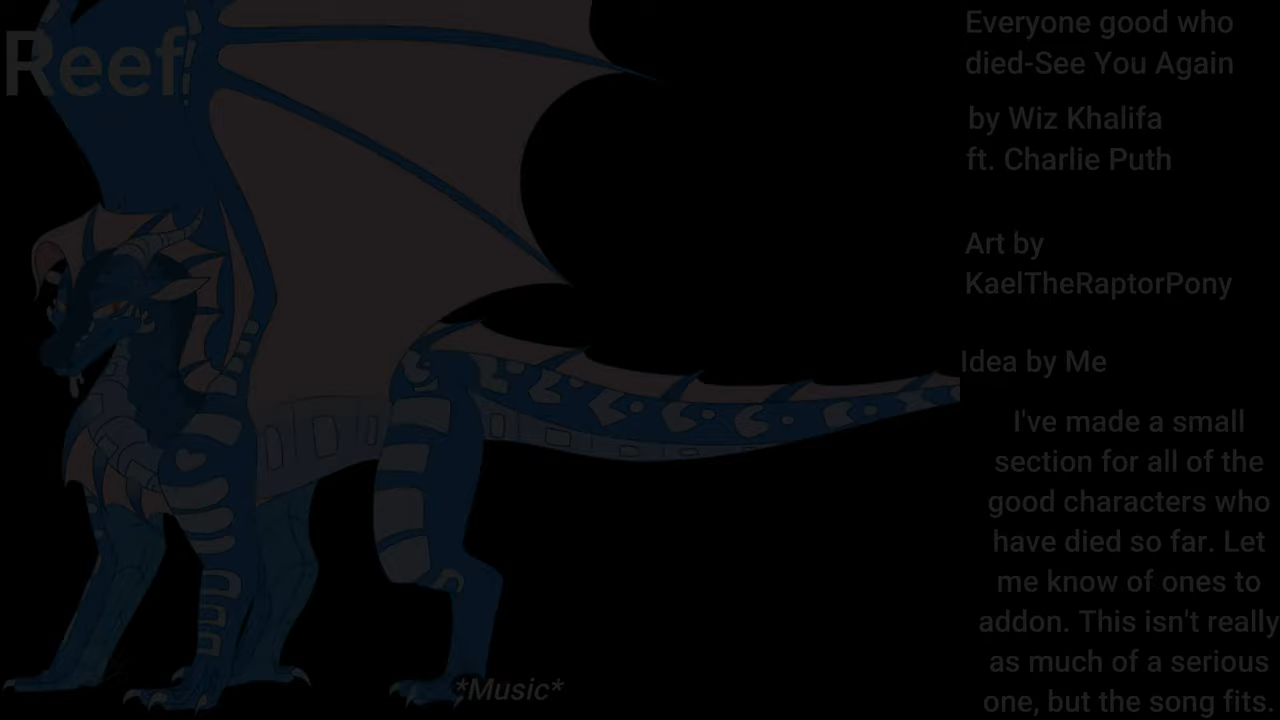 Reef
Everyone good who
died-See You Again
by Wiz Khalifa
ft. Charlie Puth
Art by
KaelTheRaptorPony
Idea by Me
I've made a small
section for all of the
good characters who
have died so far. Let
me know of ones to
addon. This isn't really
as much of a serious
one, but the song fits.
*Music*